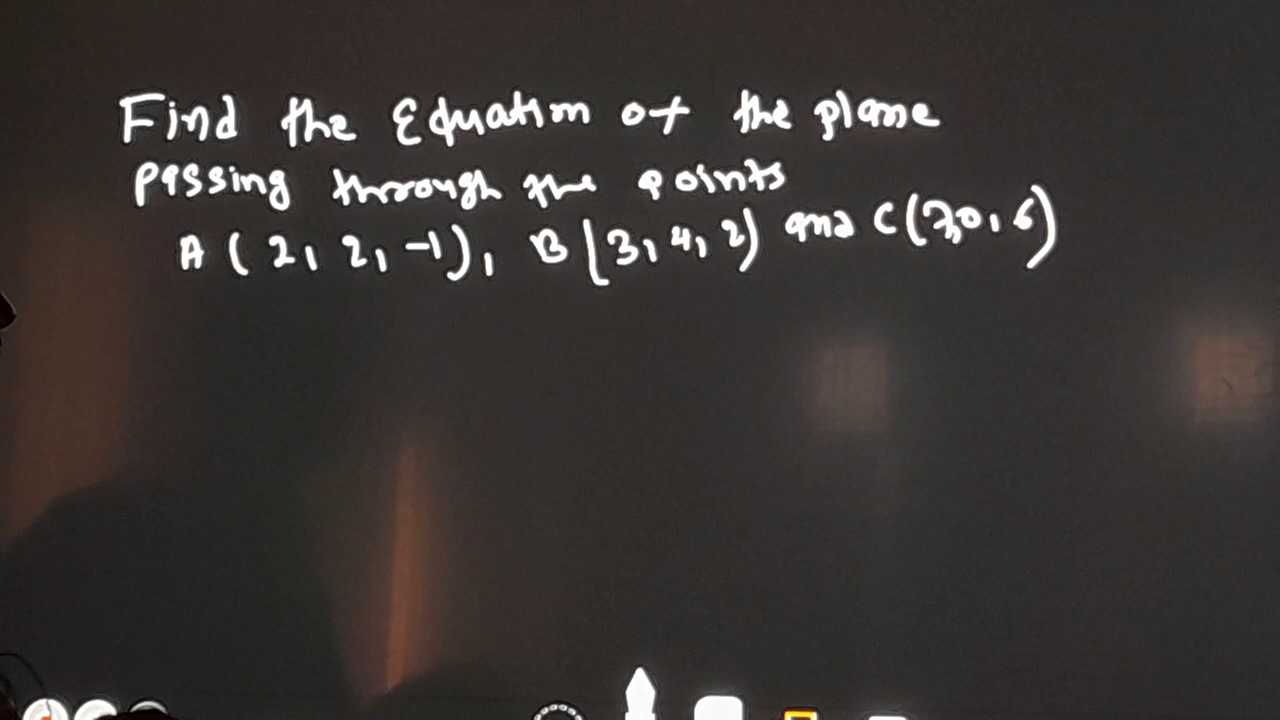 Find the Equation of the plane
passing through the points
A (2, 2, -1), B (3, 4, 2) and C (7,0, 6)